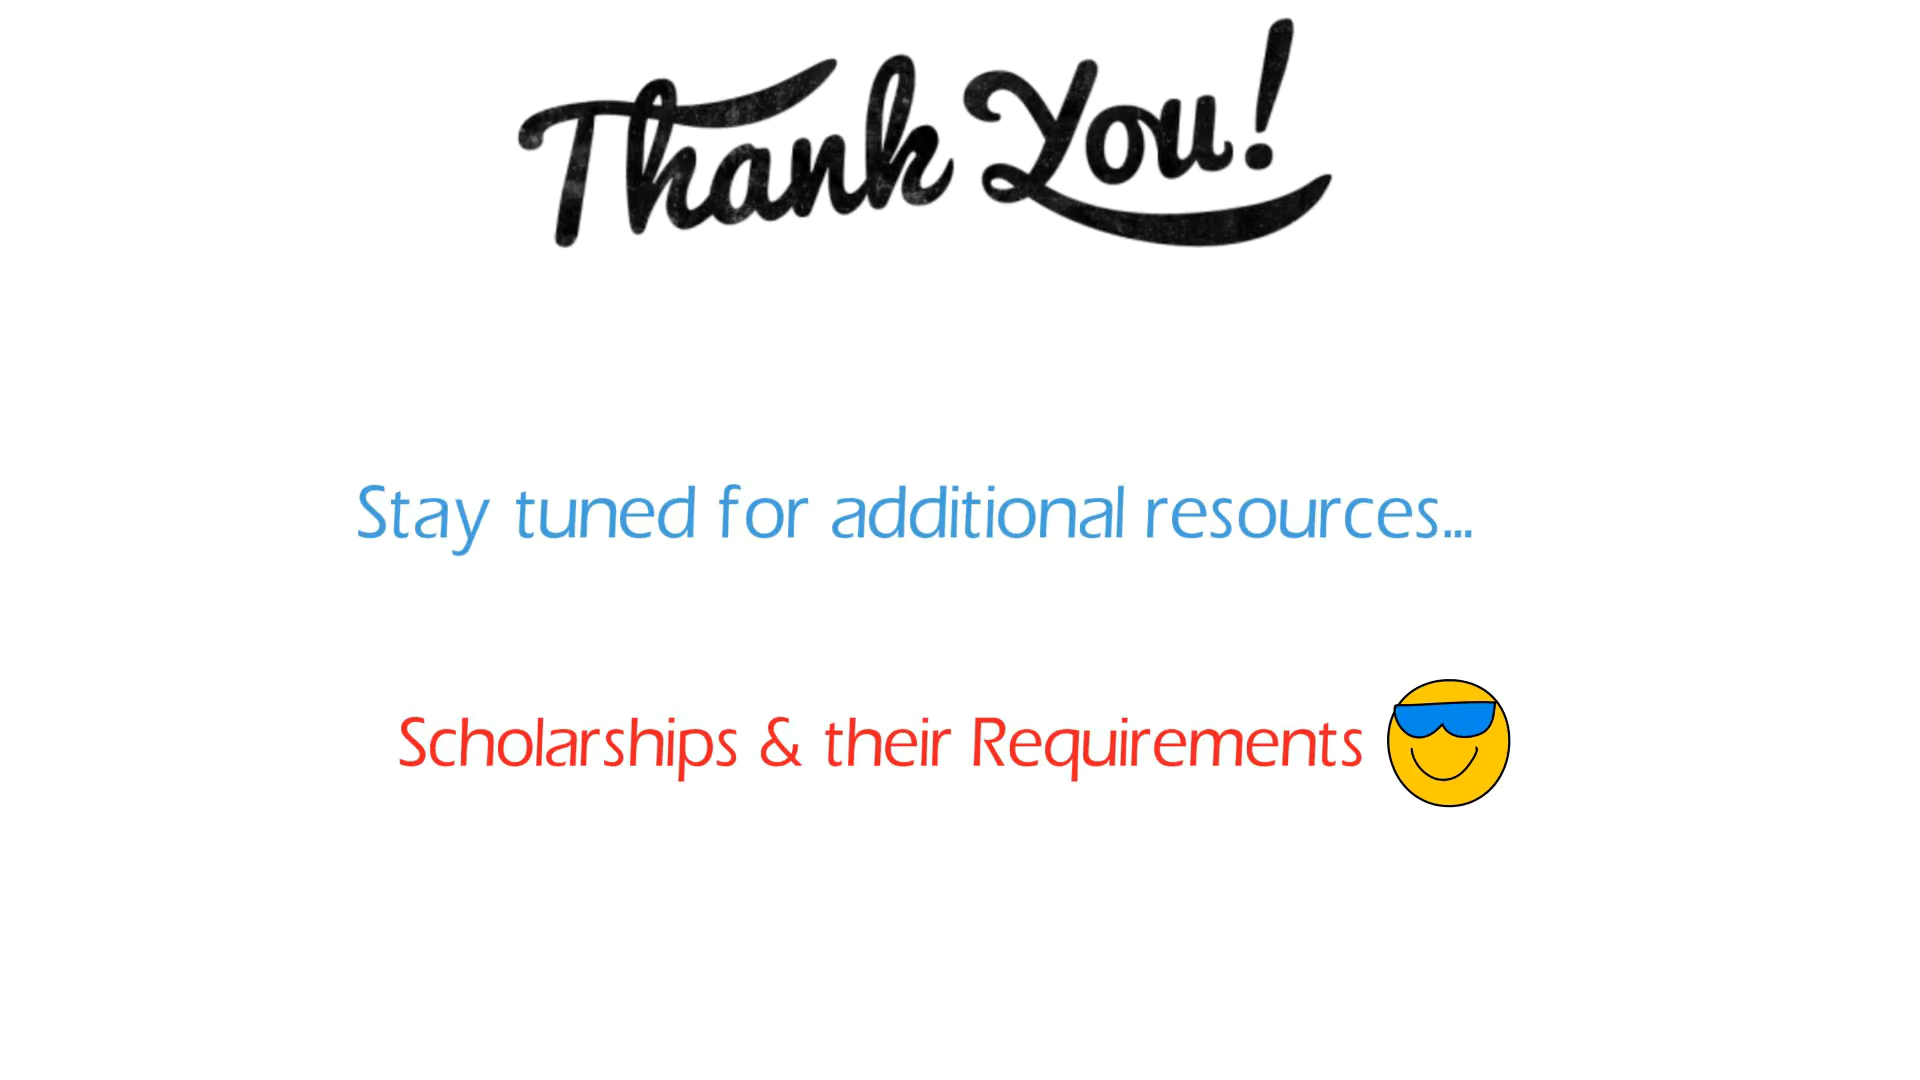 Thank You!
Stay tuned for additional resources...
Scholarships & their Requirements